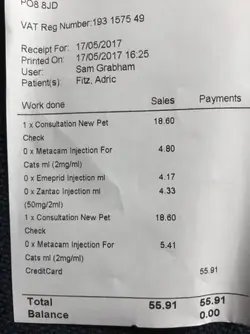 PO8 8JD
VAT Reg Number:193 1575 49
Receipt For: 17/05/2017
Printed On: 17/05/2017 16:25
User: Sam Grabham
Patient(s): Fitz, Adric
Work done Sales Payments
1 x Consultation New Pet 18.60
Check
0 x Metacam Injection For 4.80
Cats ml (2mg/ml)
0 x Emeprid Injection ml 4.17
0 x Zantac Injection ml 4.33
(50mg/2ml)
1 x Consultation New Pet 18.60
Check
0 x Metacam Injection For 5.41
Cats ml (2mg/ml)
CreditCard 55.91
Total 55.91 55.91
Balance 0.00